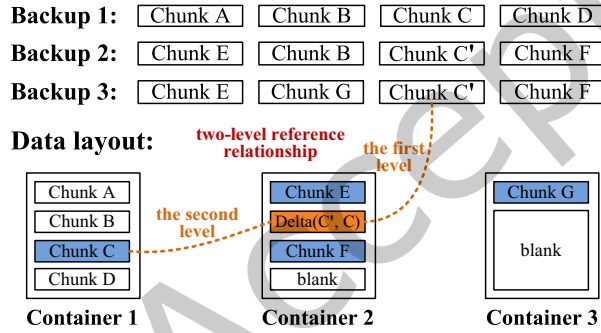 Backup 1: Chunk A Chunk B Chunk C Chunk D
Backup 2: Chunk E Chunk B Chunk C' Chunk F
Backup 3: Chunk E Chunk G Chunk C' Chunk F
Data layout:
two-level reference
relationship
the first
level
the second
level
Chunk A
Chunk B
Chunk C
Chunk D
Container 1
Chunk E
Delta(C', C)
Chunk F
blank
Container 2
Chunk G
blank
Container 3
Accep